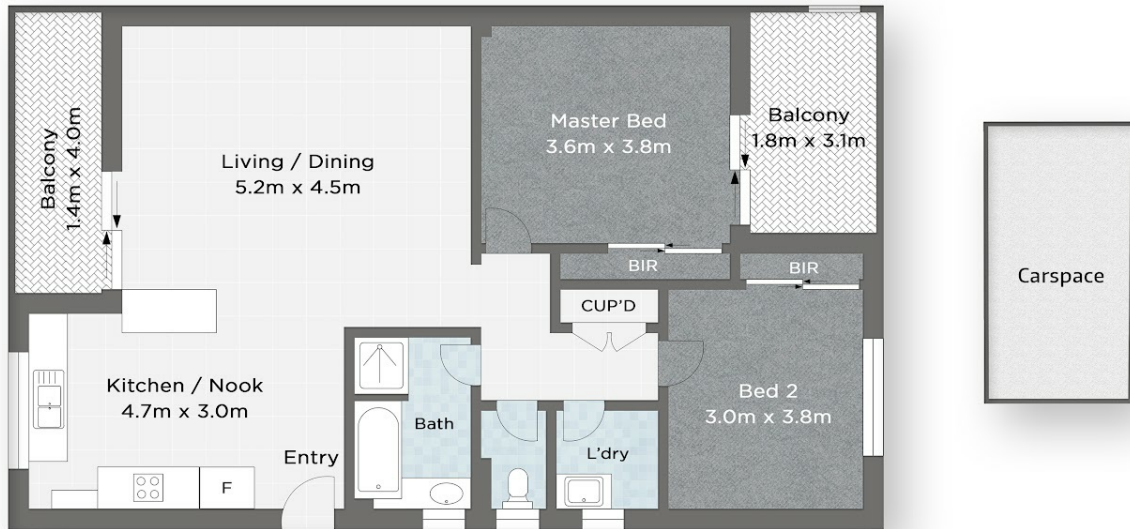 Balcony
1.4m x 4.0m
Living / Dining
5.2m x 4.5m
Master Bed
3.6m x 3.8m
Balcony
1.8m x 3.1m
Carspace
BIR
BIR
CUP'D
Kitchen / Nook
4.7m x 3.0m
Bath
Bed 2
3.0m x 3.8m
Entry
L'dry
F